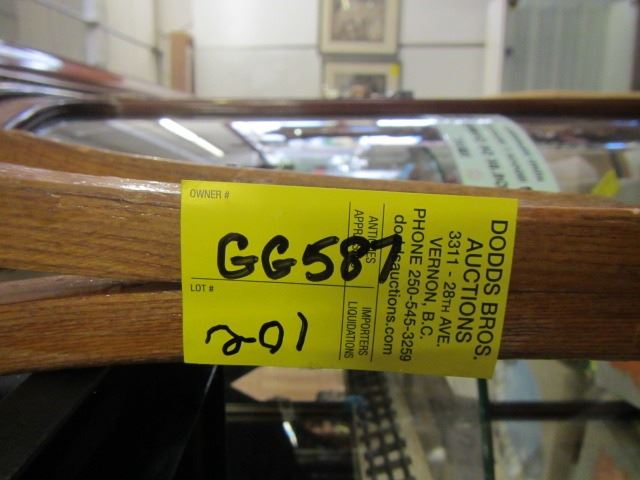 OWNER #
GG587
LOT #
201
DODDS BROS.
AUCTIONS
3311 - 28TH AVE.
VERNON, B.C.
PHONE 250-545-3259
doddsauctions.com
ANTIQUES
IMPORTERS
LIQUIDATIONS